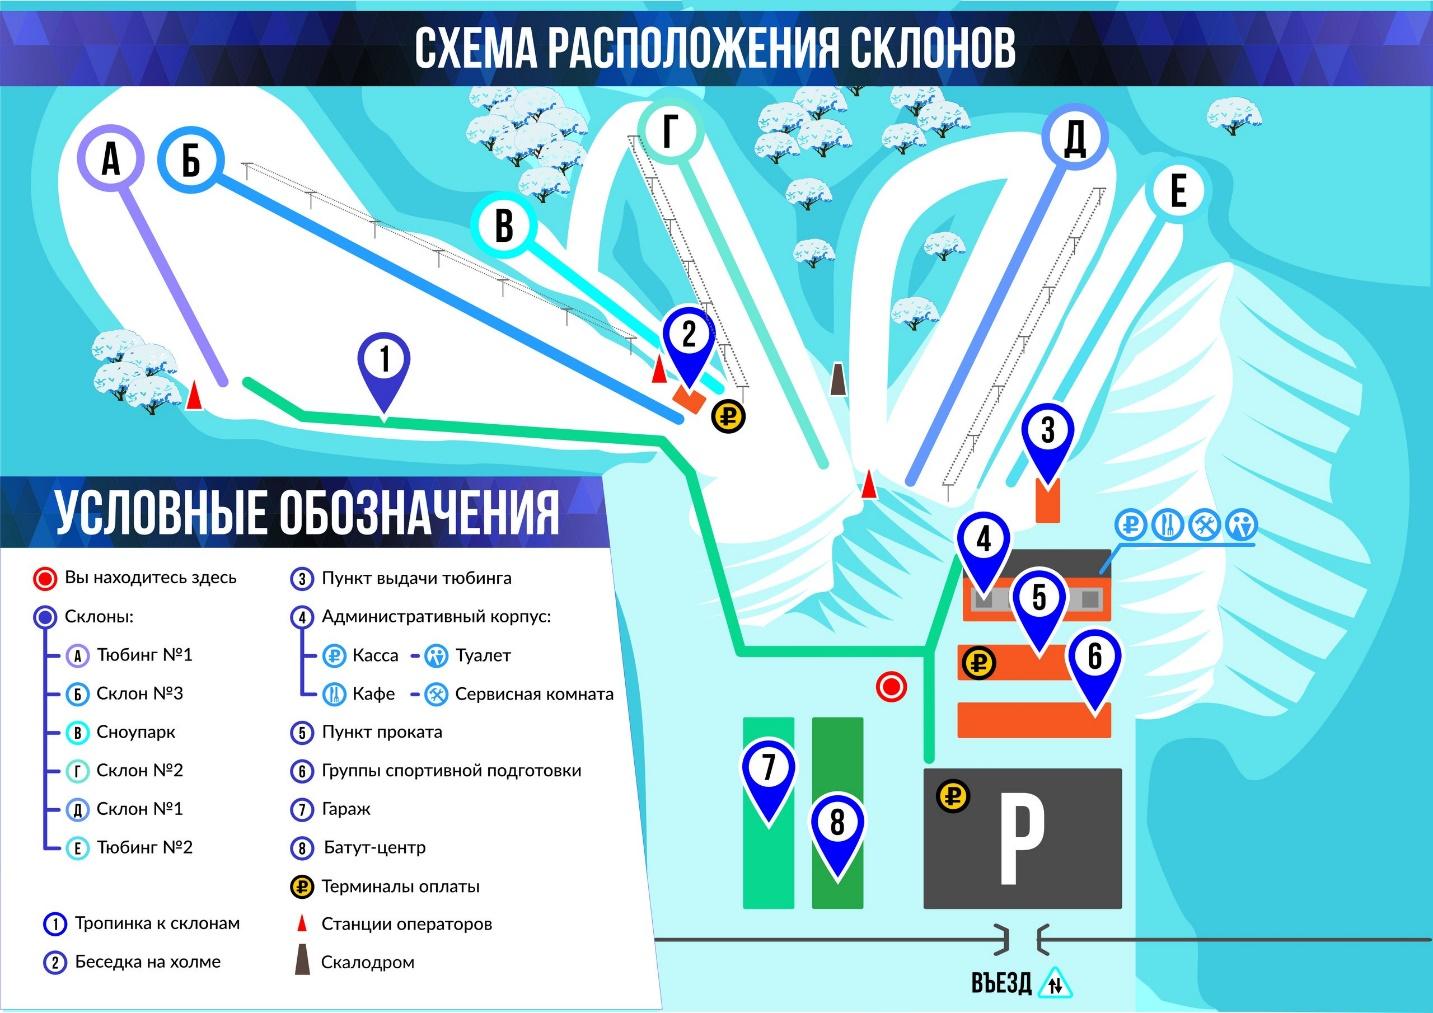 СХЕМА РАСПОЛОЖЕНИЯ СКЛОНОВ
А
Б
В
Г
Д
Е
1
2
₽
3
4
₽
5
₽
6
7
8
₽
P
ВЪЕЗД
УСЛОВНЫЕ ОБОЗНАЧЕНИЯ
Вы находитесь здесь
Склоны:
А Тюбинг №1
Б Склон №3
В Сноупарк
Г Склон №2
Д Склон №1
Е Тюбинг №2
1 Тропинка к склонам
2 Беседка на холме
3 Пункт выдачи тюбинга
4 Административный корпус:
₽ Касса - Туалет
Кафе - Сервисная комната
5 Пункт проката
6 Группы спортивной подготовки
7 Гараж
8 Батут-центр
₽ Терминалы оплаты
Станции операторов
Скалодром